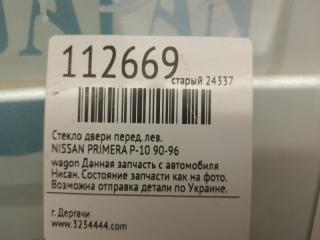 JAPAN
112669
старый 24337
Стекло двери перед. лев.
NISSAN PRIMERA P-10 90-96
wagon Данная запчасть с автомобиля
Нисан. Состояние запчасти как на фото.
Возможна отправка детали по Украине.
г. Дергачи
www.3234444.com